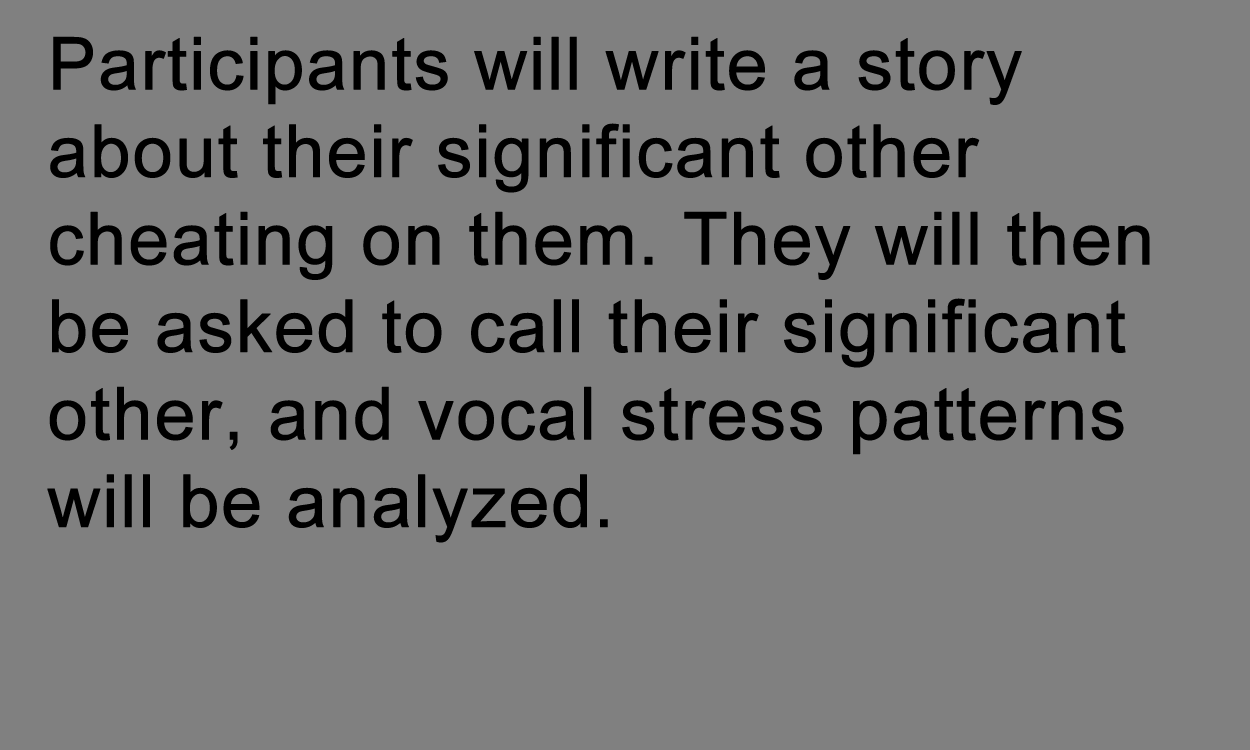 Participants will write a story
about their significant other
cheating on them. They will then
be asked to call their significant
other, and vocal stress patterns
will be analyzed.